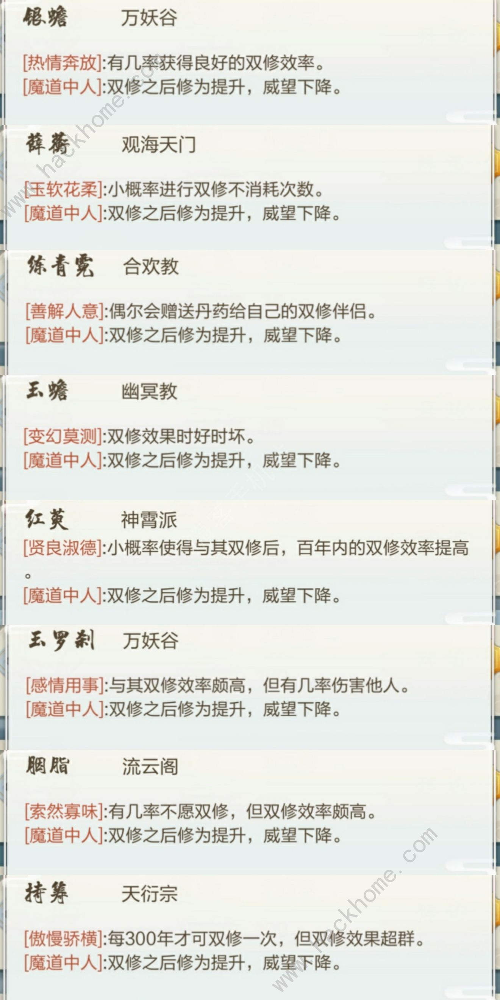 银蟾 万妖谷
[热情奔放]:有几率获得良好的双修效率。
[魔道中人]:双修之后修为提升，威望下降。
薛蘅 观海天门
[玉软花柔]:小概率进行双修不消耗次数。
[魔道中人]:双修之后修为提升，威望下降。
www.hackhome.com
练青霓 合欢教
[善解人意]:偶尔会赠送丹药给自己的双修伴侣。
[魔道中人]:双修之后修为提升，威望下降。
玉蟾 幽冥教
[变幻莫测]:双修效果时好时坏。
[魔道中人]:双修之后修为提升，威望下降。
手机
红萸 神霄派
[贤良淑德]:小概率使得与其双修后，百年内的双修效率提高
。
[魔道中人]:双修之后修为提升，威望下降。
玉罗刹 万妖谷
[感情用事]:与其双修效率颇高，但有几率伤害他人。
[魔道中人]:双修之后修为提升，威望下降。
胭脂 流云阁
[索然寡味]:有几率不愿双修，但双修效率颇高。
[魔道中人]:双修之后修为提升，威望下降。
持筹 天衍宗
[傲慢骄横]:每300年才可双修一次，但双修效果超群。
[魔道中人]:双修之后修为提升，威望下降。
www.hackhome.com